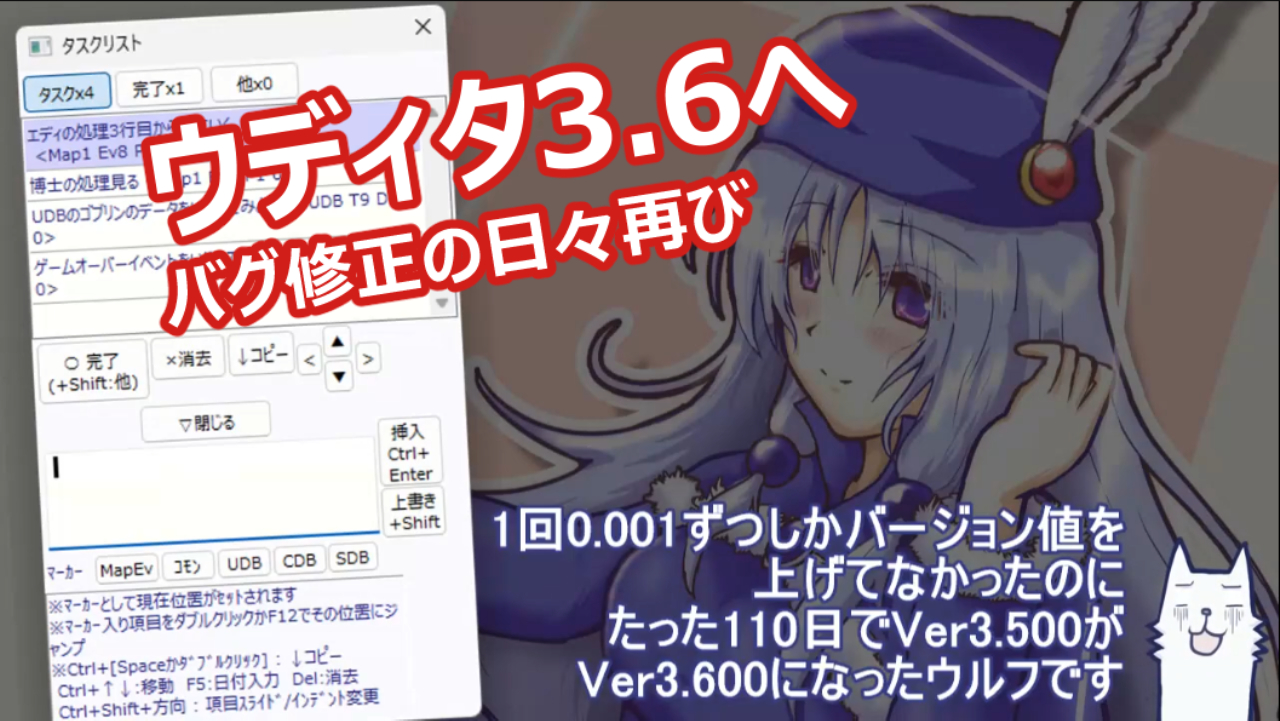 タスクリスト
タスクx4
完了x1
他x0
エディの処理3行目か
<Map1 Ev8 P
博士の処理見る
UDBのゴブリンのデータを
UDB T9 D
0>
ゲームオーバーイベントを
0>
ウディタ3.6へ
バグ修正の日々再び
○ 完了
(+Shift:他)
×消去
↓コピー
<
▲
▼
>
▽閉じる
挿入
Ctrl+
Enter
上書き
+Shift
マーカー
MapEv
コモン
UDB
CDB
SDB
※マーカーとして現在位置がセットされます
※マーカー入り項目をダブルクリックかF12でその位置にジ
ャンプ
※Ctrl+[Spaceかダブルクリック] : ↓コピー
Ctrl+↑↓:移動 F5:日付入力 Del:消去
Ctrl+Shift+方向 : 項目スライド/インデント変更
1回0.001ずつしかバージョン値を
上げてなかったのに
たった110日でVer3.500が
Ver3.600になったウルフです